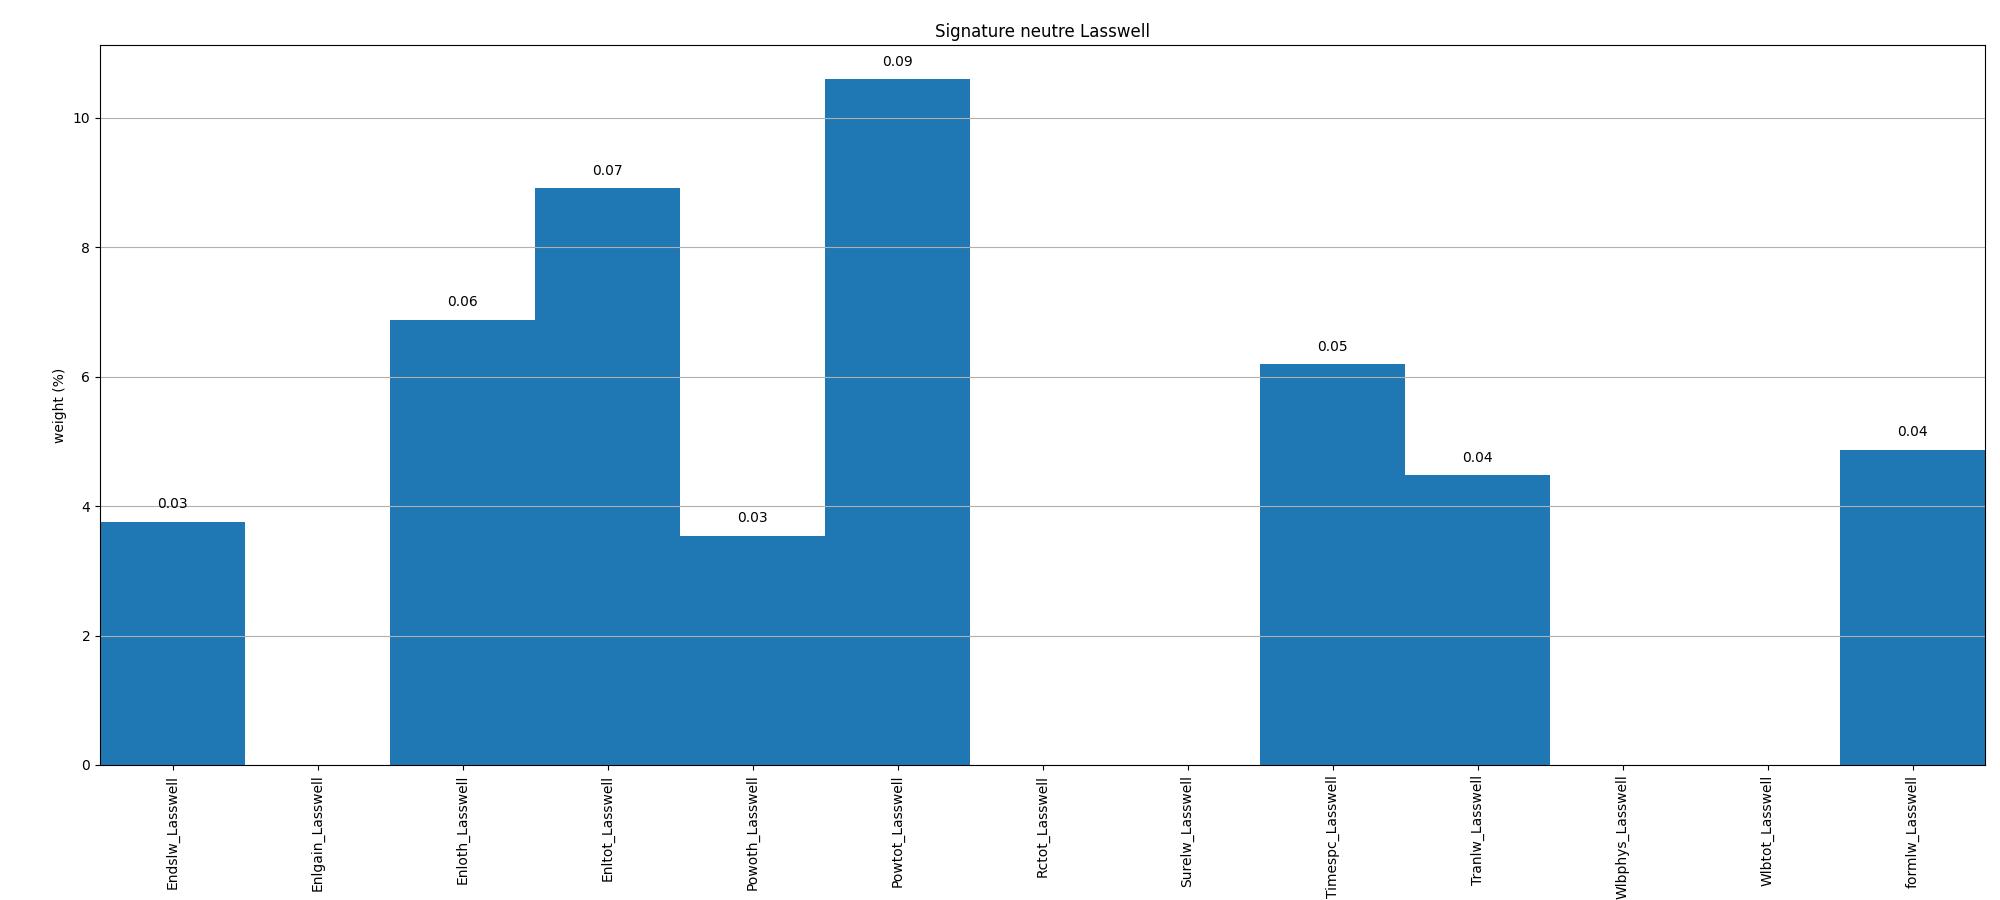 Signature neutre Lasswell
weight (%)
10
8
6
4
2
0
0.03
0.06
0.07
0.03
0.09
0.05
0.04
0.04
Endslw_Lasswell
Enlgain_Lasswell
Enloth_Lasswell
Enltot_Lasswell
Powoth_Lasswell
Powtot_Lasswell
Rctot_Lasswell
Surelw_Lasswell
Timespc_Lasswell
Tranlw_Lasswell
Wlbphys_Lasswell
Wlbtot_Lasswell
formlw_Lasswell